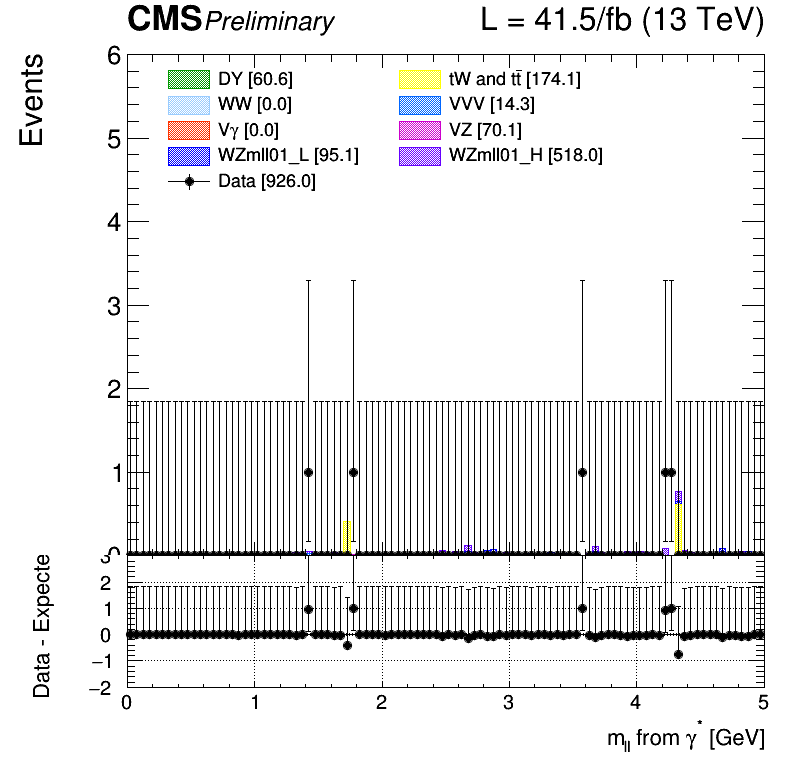 CMS Preliminary L = 41.5/fb (13 TeV)
Events
6
5
4
3
2
1
0
DY [60.6] tW and tt̄ [174.1]
WW [0.0] VVV [14.3]
Vγ [0.0] VZ [70.1]
WZmll01_L [95.1] WZmll01_H [518.0]
Data [926.0]
Data - Expecte
3
2
1
0
−1
−2
0 1 2 3 4 5
m_ll from γ* [GeV]